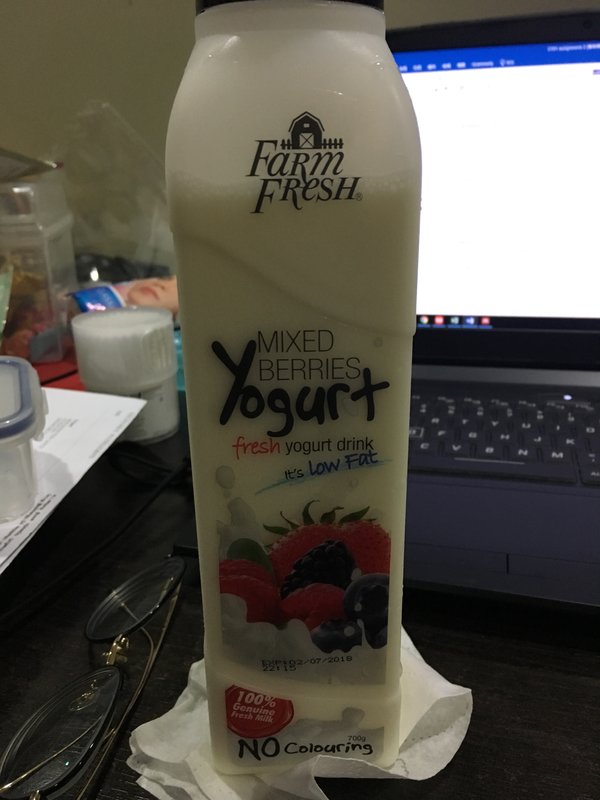 FARM
FRESH®
MIXED
BERRIES
Yogurt
fresh yogurt drink
It's Low Fat
EXP:02/07/2018
22:15
100%
Genuine
Fresh Milk
700g
NO Colouring